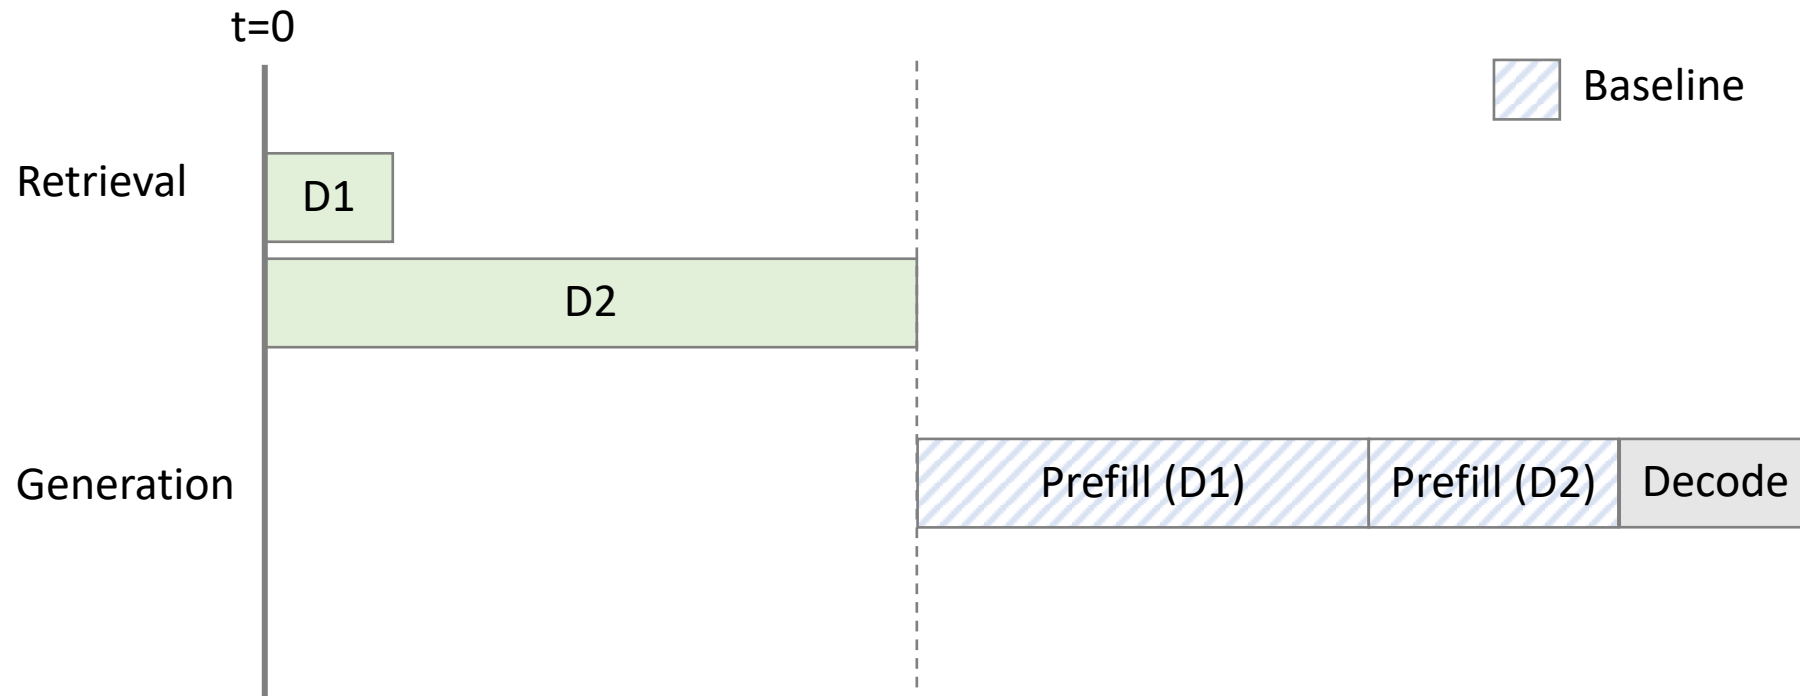 t=0
Baseline
Retrieval
D1
D2
Generation
Prefill (D1)
Prefill (D2)
Decode